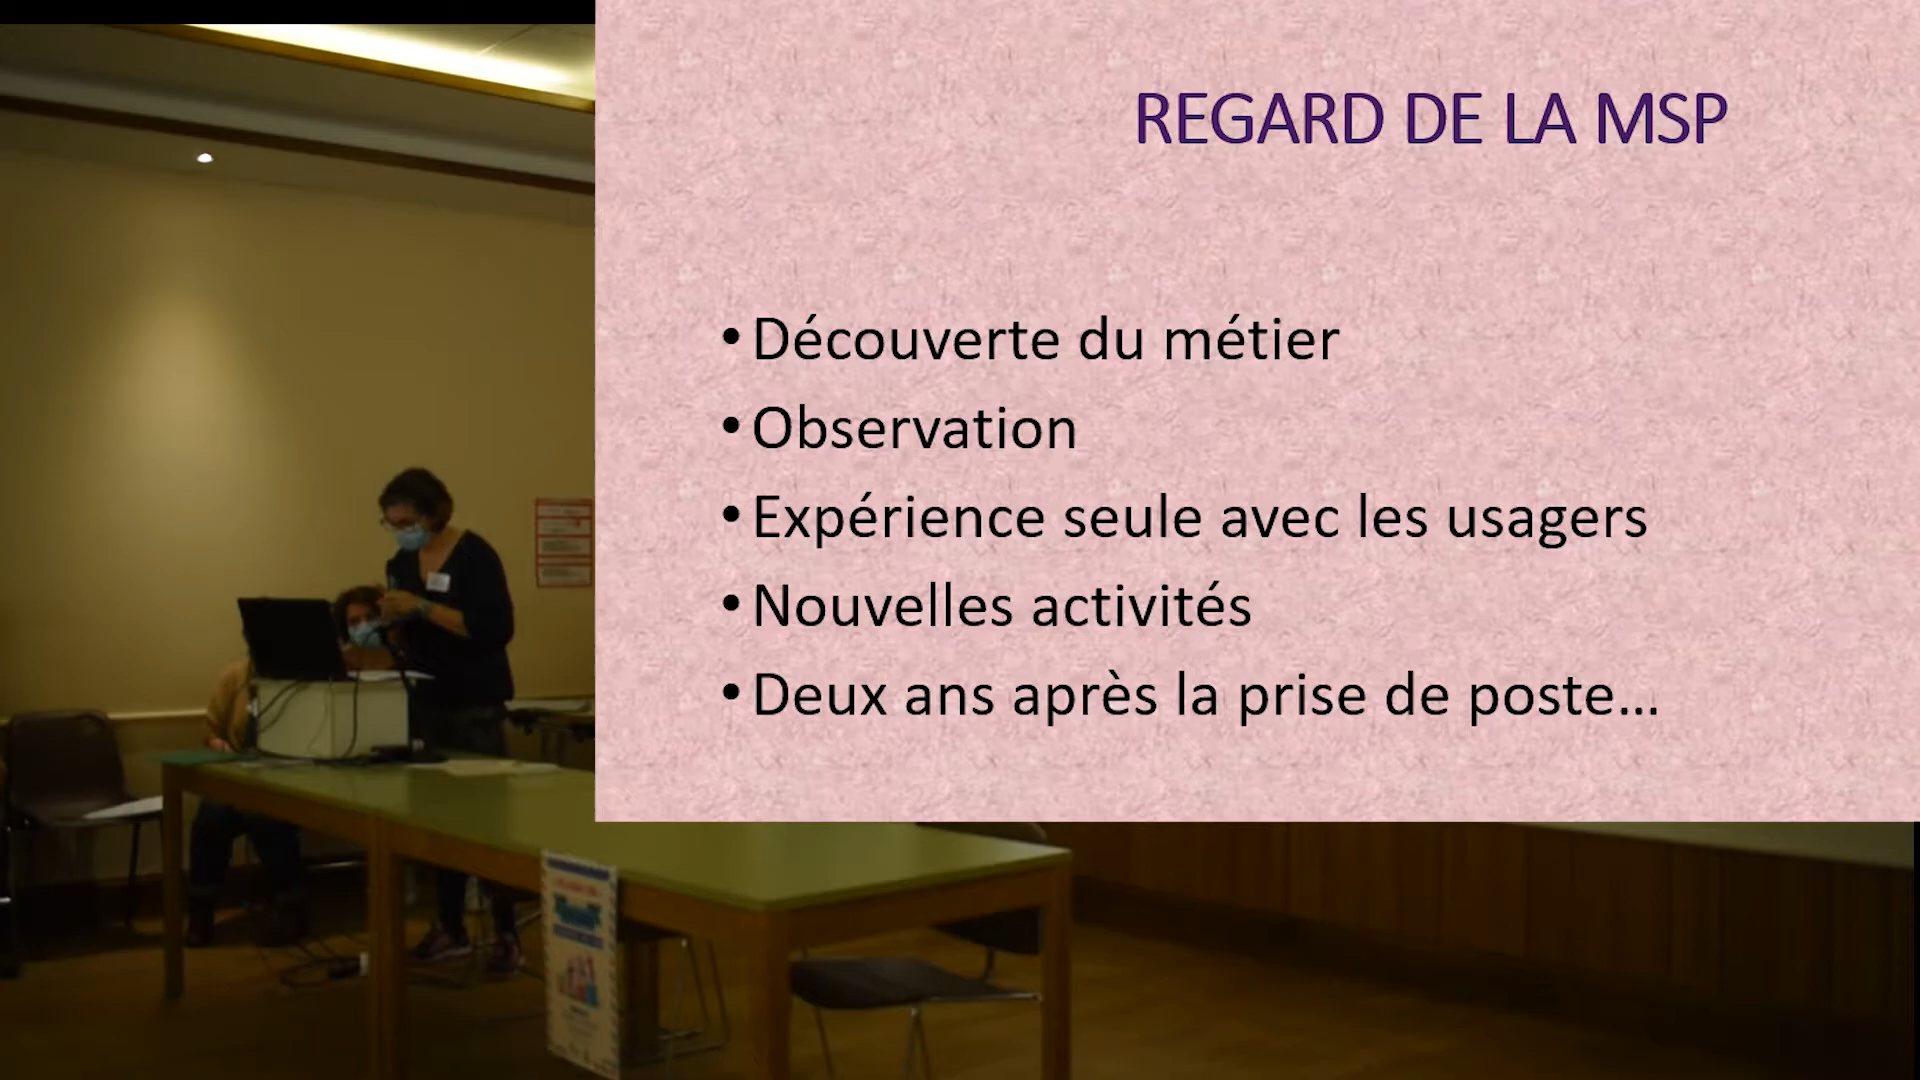 REGARD DE LA MSP
• Découverte du métier
• Observation
• Expérience seule avec les usagers
• Nouvelles activités
• Deux ans après la prise de poste...